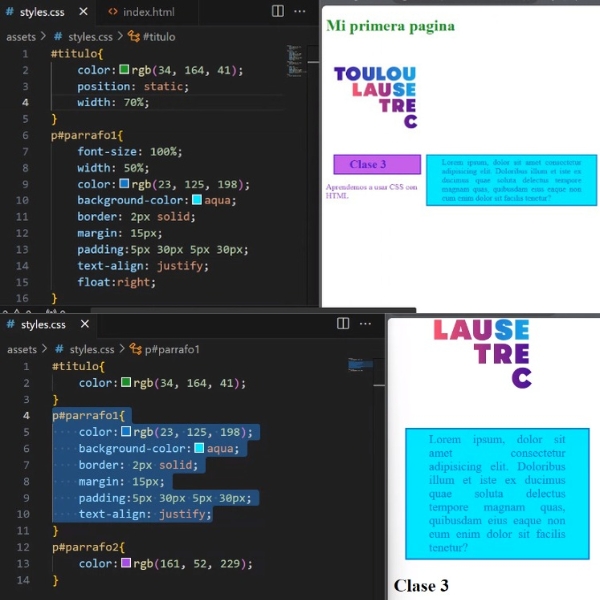 # styles.css × <> index.html
assets > # styles.css > #titulo
1 #titulo{
2 color: rgb(34, 164, 41);
3 position: static;
4 width: 70%;
5 }
6 p#parrafo1{
7 font-size: 100%;
8 width: 50%;
9 color: rgb(23, 125, 198);
10 background-color: aqua;
11 border: 2px solid;
12 margin: 15px;
13 padding:5px 30px 5px 30px;
14 text-align: justify;
15 float:right;
16 }
Mi primera pagina
TOULOU
LAUSE
TRE
C
Clase 3
Aprendemos a usar CSS con
HTML
Lorem ipsum, dolor sit amet consectetur
adipisicing elit. Doloribus illum et iste ex
ducimus quae soluta delectus tempore
magnam quas, quibusdam eius eaque non
eum enim dolor sit facilis tenetur?
# styles.css ×
assets > # styles.css > p#parrafo1
1 #titulo{
2 color: rgb(34, 164, 41);
3 }
4 p#parrafo1{
5 color: rgb(23, 125, 198);
6 background-color: aqua;
7 border: 2px solid;
8 margin: 15px;
9 padding:5px 30px 5px 30px;
10 text-align: justify;
11 }
12 p#parrafo2{
13 color: rgb(161, 52, 229);
14 }
LAUSE
TRE
C
Lorem ipsum, dolor sit
amet consectetur
adipisicing elit. Doloribus
illum et iste ex ducimus
quae soluta delectus
tempore magnam quas,
quibusdam eius eaque non
eum enim dolor sit facilis
tenetur?
Clase 3